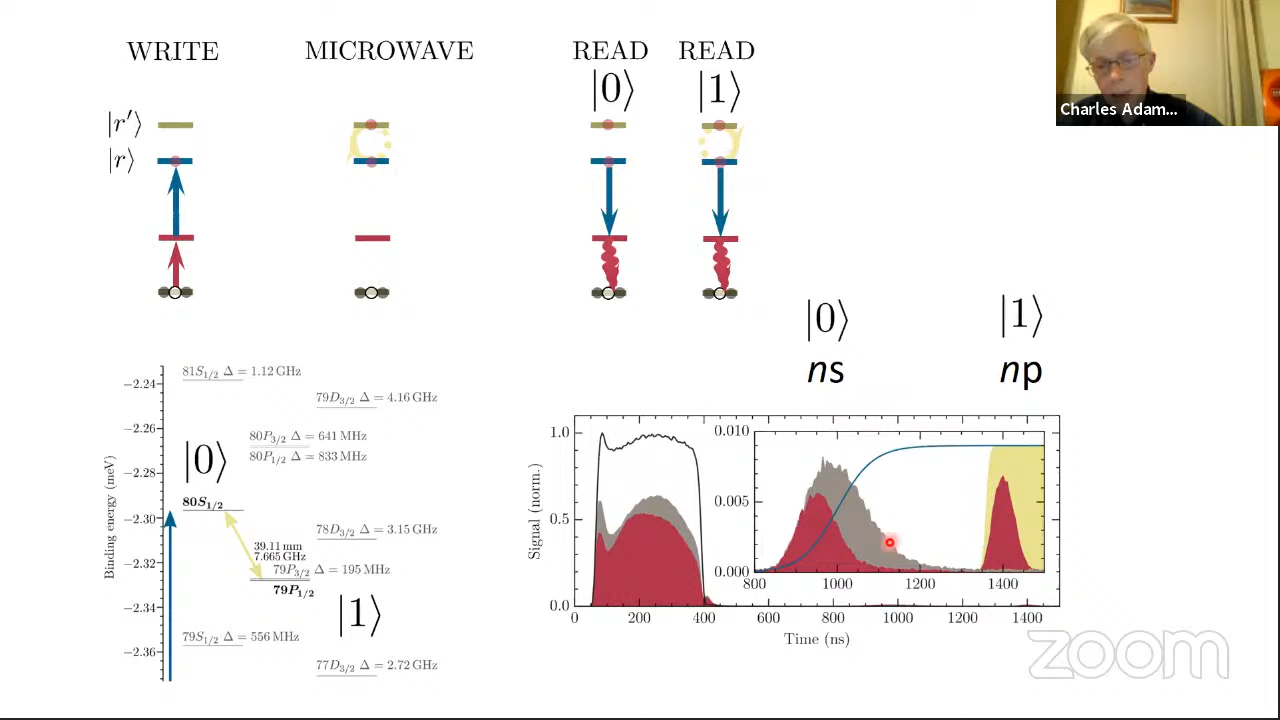 WRITE
MICROWAVE
READ
READ
|0⟩
|1⟩
|r′⟩
|r⟩
Charles Adam...
|0⟩
|1⟩
ns
np
Binding energy (meV)
−2.24
−2.26
−2.28
−2.30
−2.32
−2.34
−2.36
81S1/2 Δ = 1.12 GHz
79D3/2 Δ = 4.16 GHz
80P3/2 Δ = 641 MHz
80P1/2 Δ = 833 MHz
|0⟩
80S1/2
78D3/2 Δ = 3.15 GHz
39.11 mm
7.665 GHz
79P3/2 Δ = 195 MHz
79P1/2
|1⟩
79S1/2 Δ = 556 MHz
77D3/2 Δ = 2.72 GHz
Signal (norm.)
1.0
0.5
0.0
0.010
0.005
0.000
800 1000 1200 1400
0 200 400 600 800 1000 1200 1400
Time (ns)
zoom